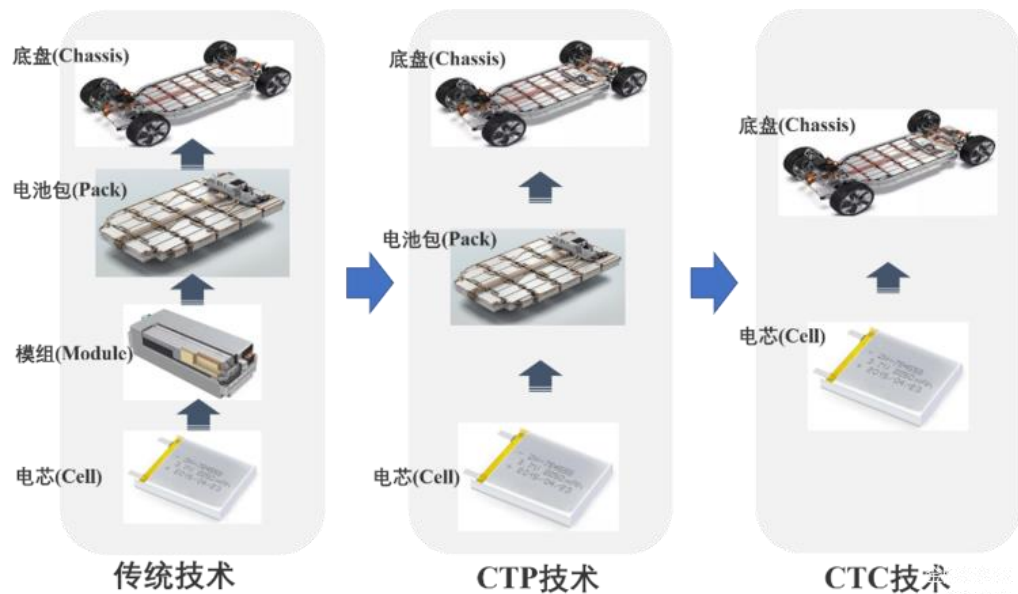 底盘(Chassis)
电池包(Pack)
模组(Module)
电芯(Cell)
传统技术
底盘(Chassis)
电池包(Pack)
电芯(Cell)
CTP技术
底盘(Chassis)
电芯(Cell)
CTC技术